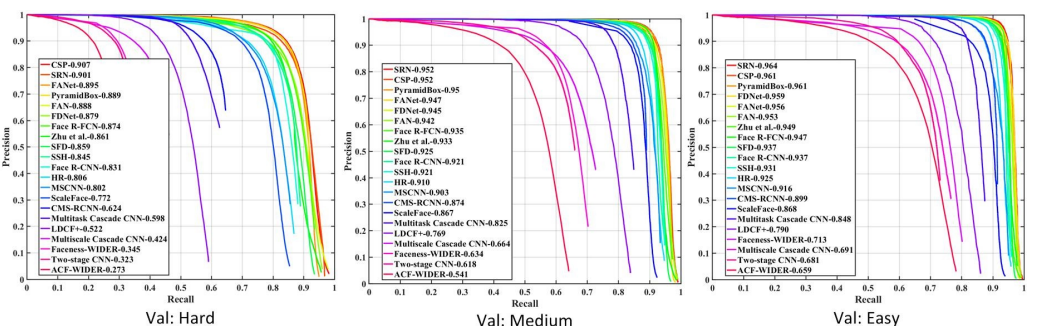 1
0.9
0.8
0.7
0.6
0.5
0.4
0.3
0.2
0.1
0
Precision
CSP-0.907
SRN-0.901
FANet-0.895
PyramidBox-0.889
FAN-0.888
FDNet-0.879
Face R-FCN-0.874
Zhu et al.-0.861
SFD-0.859
SSH-0.845
Face R-CNN-0.831
HR-0.806
MSCNN-0.802
ScaleFace-0.772
CMS-RCNN-0.624
Multitask Cascade CNN-0.598
LDCF+-0.522
Multiscale Cascade CNN-0.424
Faceness-WIDER-0.345
Two-stage CNN-0.323
ACF-WIDER-0.273
0 0.1 0.2 0.3 0.4 0.5 0.6 0.7 0.8 0.9 1
Recall
Val: Hard
1
0.9
0.8
0.7
0.6
0.5
0.4
0.3
0.2
0.1
0
Precision
SRN-0.952
CSP-0.952
PyramidBox-0.95
FANet-0.947
FDNet-0.945
FAN-0.942
Face R-FCN-0.935
Zhu et al.-0.933
SFD-0.925
Face R-CNN-0.921
SSH-0.921
HR-0.910
MSCNN-0.903
CMS-RCNN-0.874
ScaleFace-0.867
Multitask Cascade CNN-0.825
LDCF+-0.769
Multiscale Cascade CNN-0.664
Faceness-WIDER-0.634
Two-stage CNN-0.618
ACF-WIDER-0.541
0 0.1 0.2 0.3 0.4 0.5 0.6 0.7 0.8 0.9 1
Recall
Val: Medium
1
0.9
0.8
0.7
0.6
0.5
0.4
0.3
0.2
0.1
0
Precision
SRN-0.964
CSP-0.961
PyramidBox-0.961
FDNet-0.959
FANet-0.956
FAN-0.953
Zhu et al.-0.949
Face R-FCN-0.947
SFD-0.937
Face R-CNN-0.937
SSH-0.931
HR-0.925
MSCNN-0.916
CMS-RCNN-0.899
ScaleFace-0.868
Multitask Cascade CNN-0.848
LDCF+-0.790
Faceness-WIDER-0.713
Multiscale Cascade CNN-0.691
Two-stage CNN-0.681
ACF-WIDER-0.659
0 0.1 0.2 0.3 0.4 0.5 0.6 0.7 0.8 0.9 1
Recall
Val: Easy